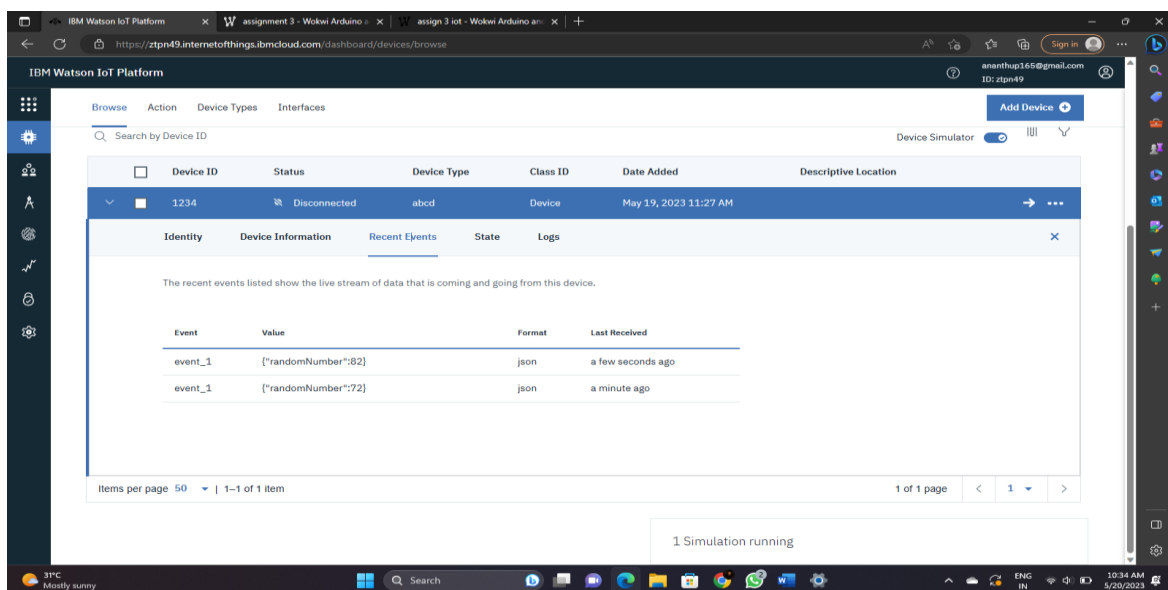 IBM Watson IoT Platform
assignment 3 - Wokwi Arduino a
assign 3 iot - Wokwi Arduino and
https://ztpn49.internetofthings.ibmcloud.com/dashboard/devices/browse
Sign in
IBM Watson IoT Platform
ananthup165@gmail.com
ID: ztpn49
Browse Action Device Types Interfaces
Add Device
Search by Device ID
Device Simulator
Device ID Status Device Type Class ID Date Added Descriptive Location
1234 Disconnected abcd Device May 19, 2023 11:27 AM
Identity Device Information Recent Events State Logs
The recent events listed show the live stream of data that is coming and going from this device.
Event Value Format Last Received
event_1 {"randomNumber":82} json a few seconds ago
event_1 {"randomNumber":72} json a minute ago
Items per page 50 | 1–1 of 1 item
1 of 1 page < 1 >
1 Simulation running
31°C
Mostly sunny
Search
ENG
IN
10:34 AM
5/20/2023